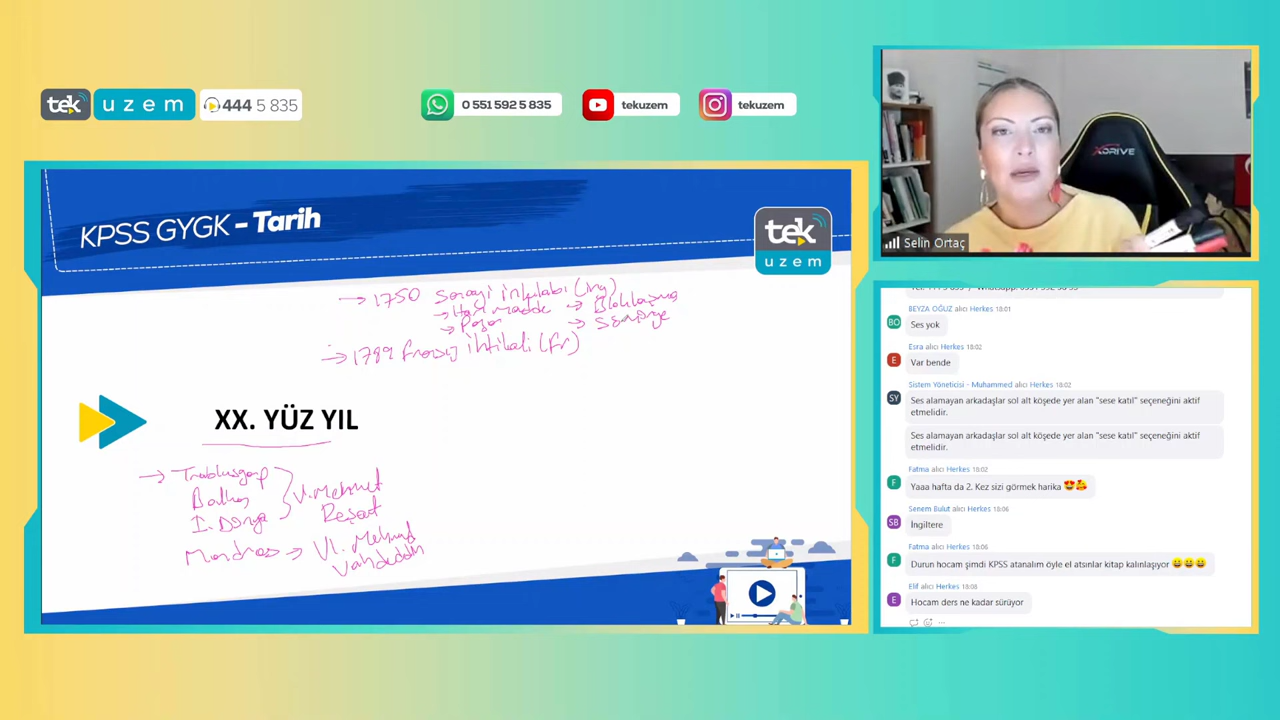 tek uzem 444 5 835
0 551 592 5 835
tekuzem
tekuzem
KPSS GYGK - Tarih
tek
uzem
→ 1750 Sanayi İnkılabı (İng)
→ Ham madde → Bloklaşma
→ Pazar → Sömürge
→ 1789 Fransız İhtilali (Fr)
XX. YÜZ YIL
→ Trablusgarp
Balkan
I. Dünya
V. Mehmet
Reşat
Mondros → VI. Mehmed
Vahdeddin
XDRIVE
Selin Ortaç
BEYZA OĞUZ alıcı Herkes 18:01
BO
Ses yok
Esra alıcı Herkes 18:02
E
Var bende
Sistem Yöneticisi - Muhammed alıcı Herkes 18:02
SY
Ses alamayan arkadaşlar sol alt köşede yer alan "sese katıl" seçeneğini aktif
etmelidir.
Ses alamayan arkadaşlar sol alt köşede yer alan "sese katıl" seçeneğini aktif
etmelidir.
Fatma alıcı Herkes 18:02
F
Yaaa hafta da 2. Kez sizi görmek harika 😍🥰
Senem Bulut alıcı Herkes 18:06
SB
İngiltere
Fatma alıcı Herkes 18:06
F
Durun hocam şimdi KPSS atanalım öyle el atsınlar kitap kalınlaşıyor 😄😄😄
Elif alıcı Herkes 18:08
E
Hocam ders ne kadar sürüyor